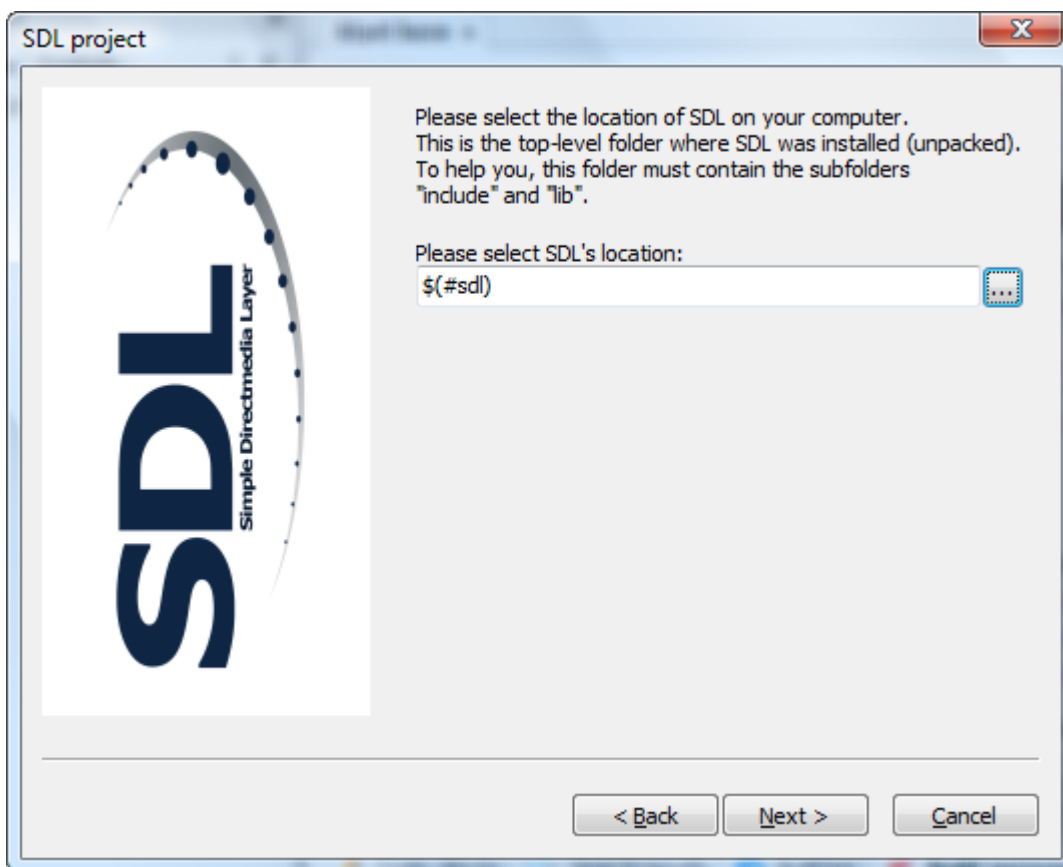 SDL project
Start here
Please select the location of SDL on your computer.
This is the top-level folder where SDL was installed (unpacked).
To help you, this folder must contain the subfolders
"include" and "lib".
Please select SDL's location:
$(#sdl)
...
SDL
Simple Directmedia Layer
< Back
Next >
Cancel